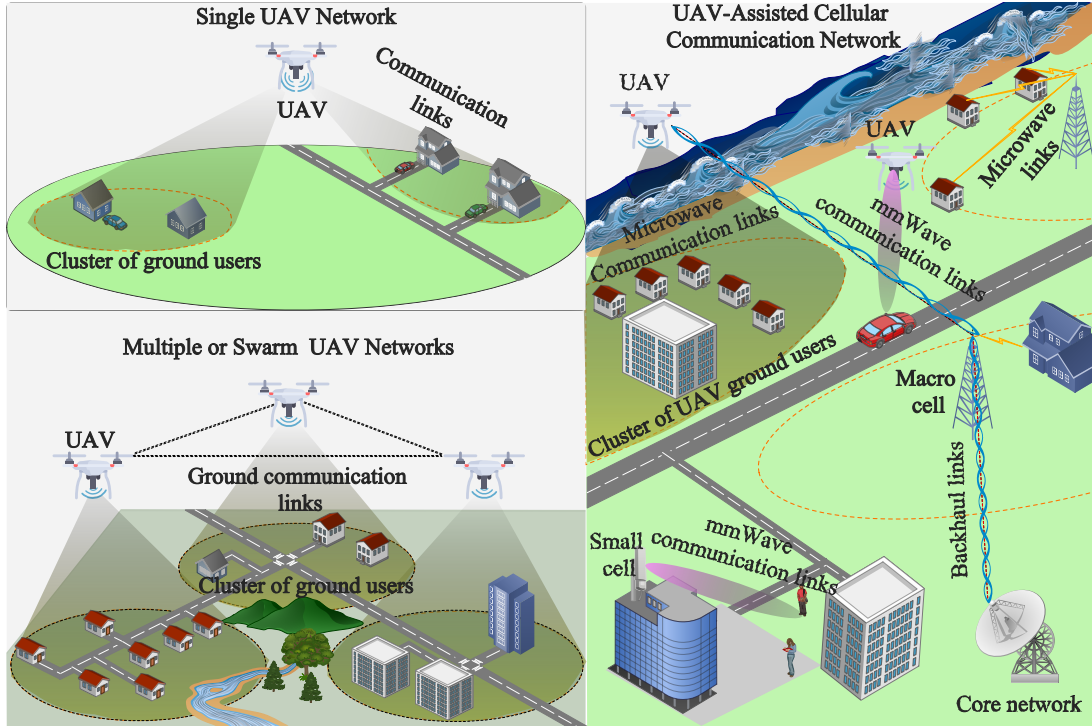 Single UAV Network
UAV
Communication
links
Cluster of ground users
Multiple or Swarm UAV Networks
UAV
Ground communication
links
Cluster of ground users
UAV-Assisted Cellular
Communication Network
UAV
UAV
Microwave
links
Microwave
Communication links
mmWave
communication links
Cluster of UAV ground users
Macro
cell
Backhaul links
mmWave
communication links
Small
cell
Core network